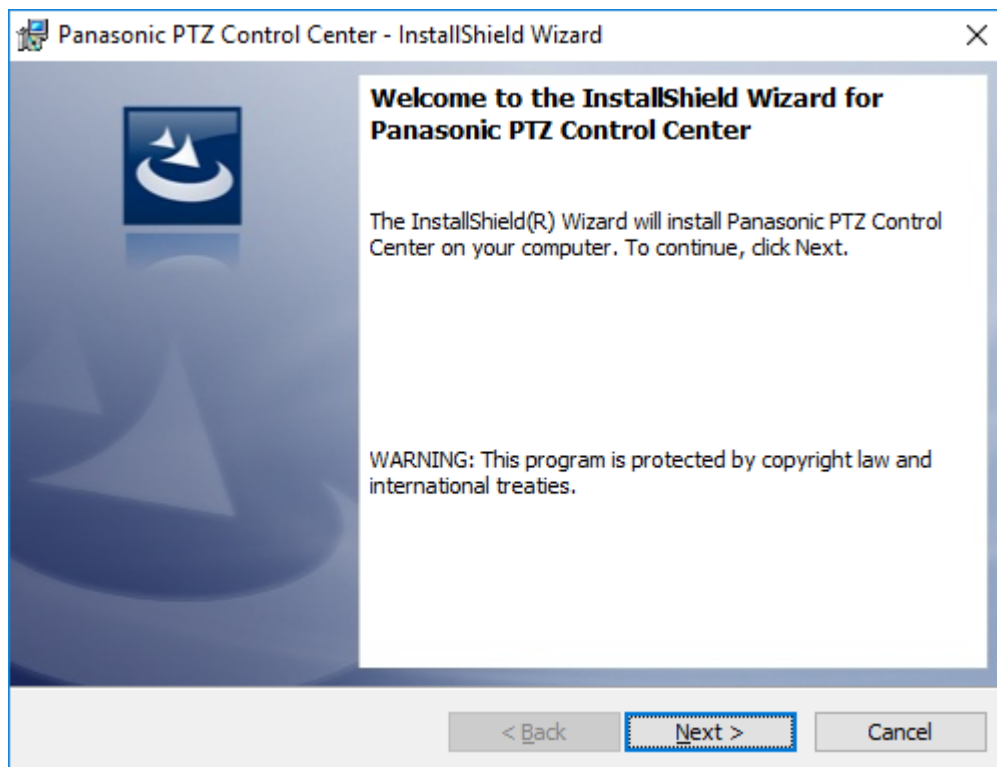 Panasonic PTZ Control Center - InstallShield Wizard
Welcome to the InstallShield Wizard for
Panasonic PTZ Control Center
The InstallShield(R) Wizard will install Panasonic PTZ Control
Center on your computer. To continue, click Next.
WARNING: This program is protected by copyright law and
international treaties.
< Back
Next >
Cancel